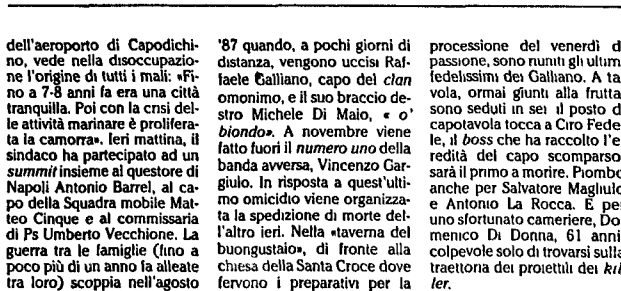 dell'aeroporto di Capodichi-
no, vede nella disoccupazio-
ne l'origine di tutti i mali: «Fi-
no a 7-8 anni fa era una città
tranquilla. Poi con la crisi del-
le attività marinare è prolifera-
ta la camorra». Ieri mattina, il
sindaco ha partecipato ad un
summit insieme al questore di
Napoli Antonio Barrel, al ca-
po della Squadra mobile Mat-
teo Cinque e al commissaria
di Ps Umberto Vecchione. La
guerra tra le famiglie (fino a
poco più di un anno fa alleate
tra loro) scoppia nell'agosto
'87 quando, a pochi giorni di
distanza, vengono uccisi Raf-
faele Galliano, capo del clan
omonimo, e il suo braccio de-
stro Michele Di Maio, « o'
biondo». A novembre viene
fatto fuori il numero uno della
banda avversa, Vincenzo Gar-
giulo. In risposta a quest'ulti-
mo omicidio viene organizza-
ta la spedizione di morte del-
l'altro ieri. Nella «taverna del
buongustaio», di fronte alla
chiesa della Santa Croce dove
fervono i preparativi per la
processione del venerdì d
passione, sono riuniti gli ultim
fedelissimi dei Galliano. A ta
vola, ormai giunti alla frutta
sono seduti in sei il posto d
capotavola tocca a Ciro Fede
le, il boss che ha raccolto l'e
redità del capo scomparso
sarà il primo a morire. Piombo
anche per Salvatore Magliulo
e Antonio La Rocca. E pe
uno sfortunato cameriere, Do
menico Di Donna, 61 anni
colpevole solo di trovarsi sulla
traettoria dei proiettili dei kil
ler.